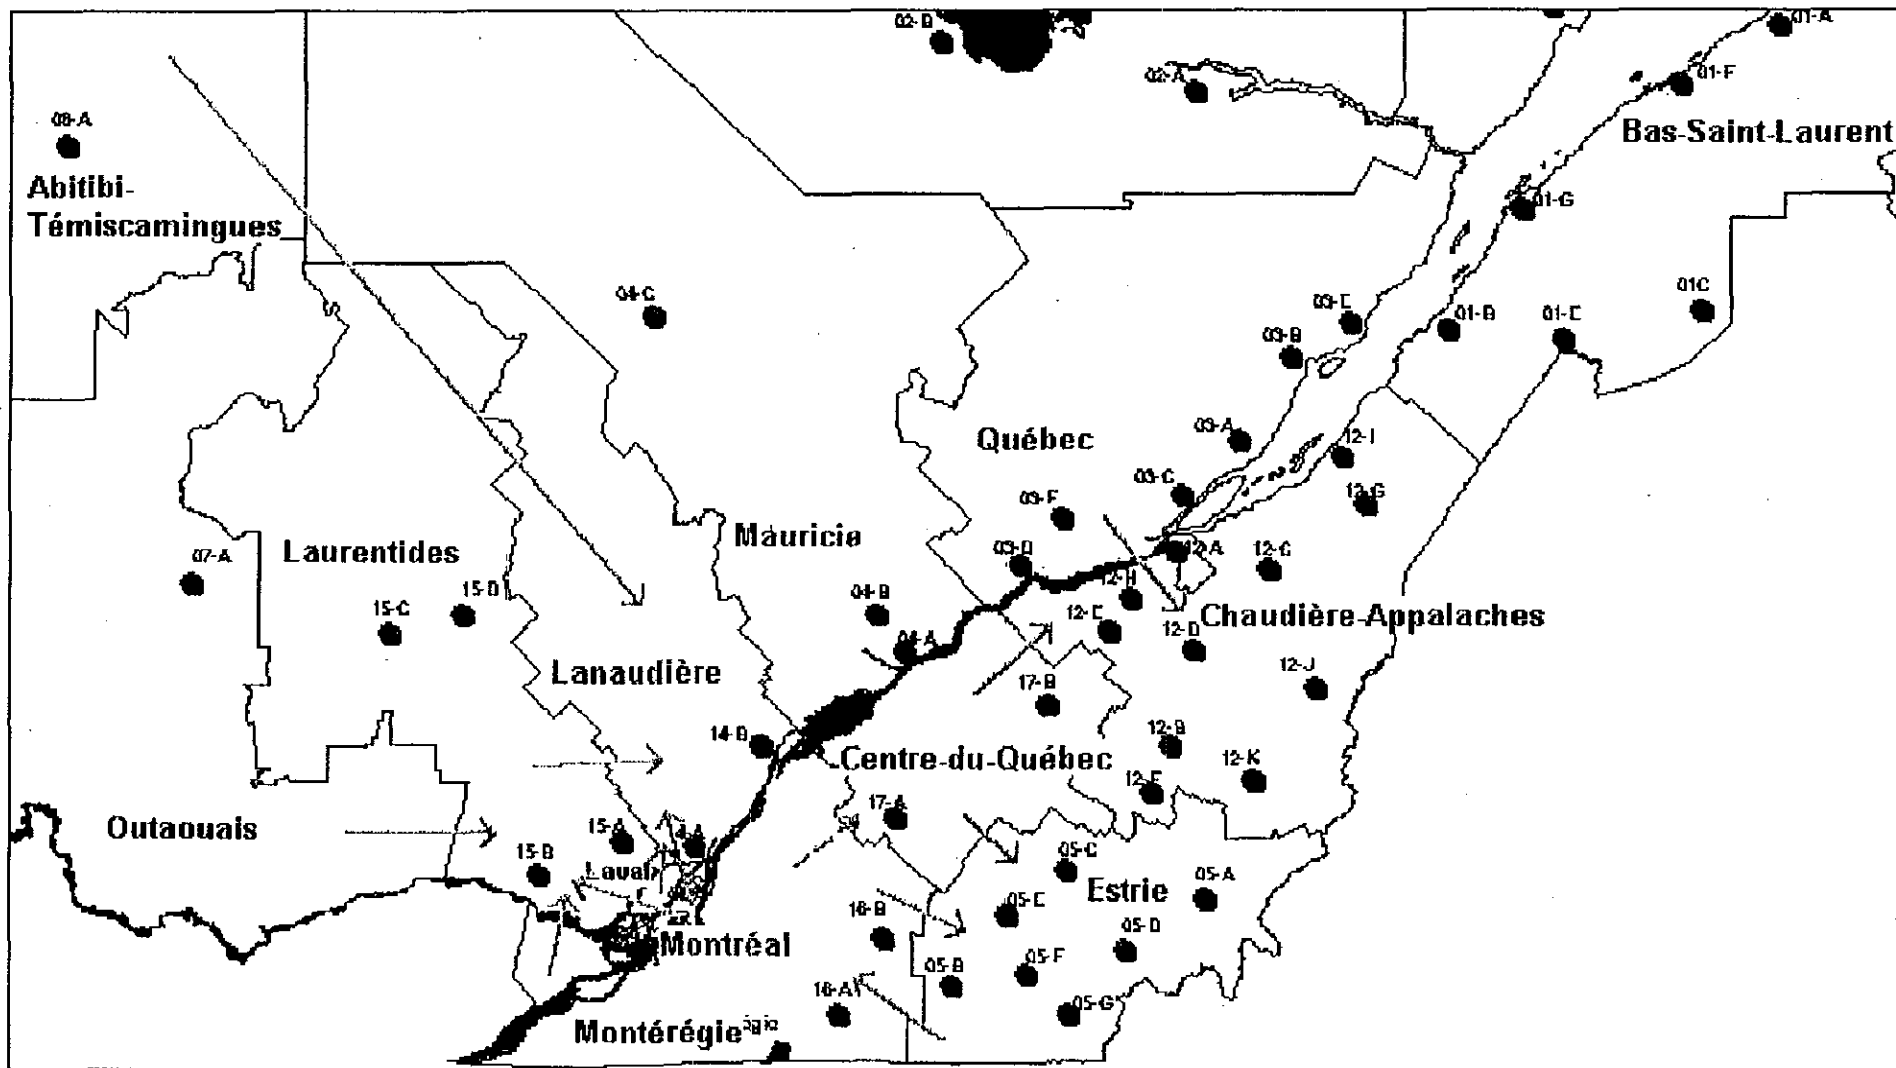 02-B
01-A
02-A
01-F
08-A
Bas-Saint-Laurent
Abitibi-
Témiscamingues
01-G
04-C
03-E
01-B
01-E
01C
03-B
Québec
03-A
12-I
03-C
12-G
03-F
Mauricie
Laurentides
07-A
03-D
12-A
12-C
12-H
15-C
15-D
04-B
12-E
Chaudière-Appalaches
12-D
04-A
Lanaudière
12-J
17-B
14-B
12-B
Centre-du-Québec
12-F
12-K
17-A
Outaouais
15-A
15-B
Laval
05-C
Estrie
05-A
05-E
16-B
05-D
Montréal
05-B
05-F
16-A
05-G
Montérégie